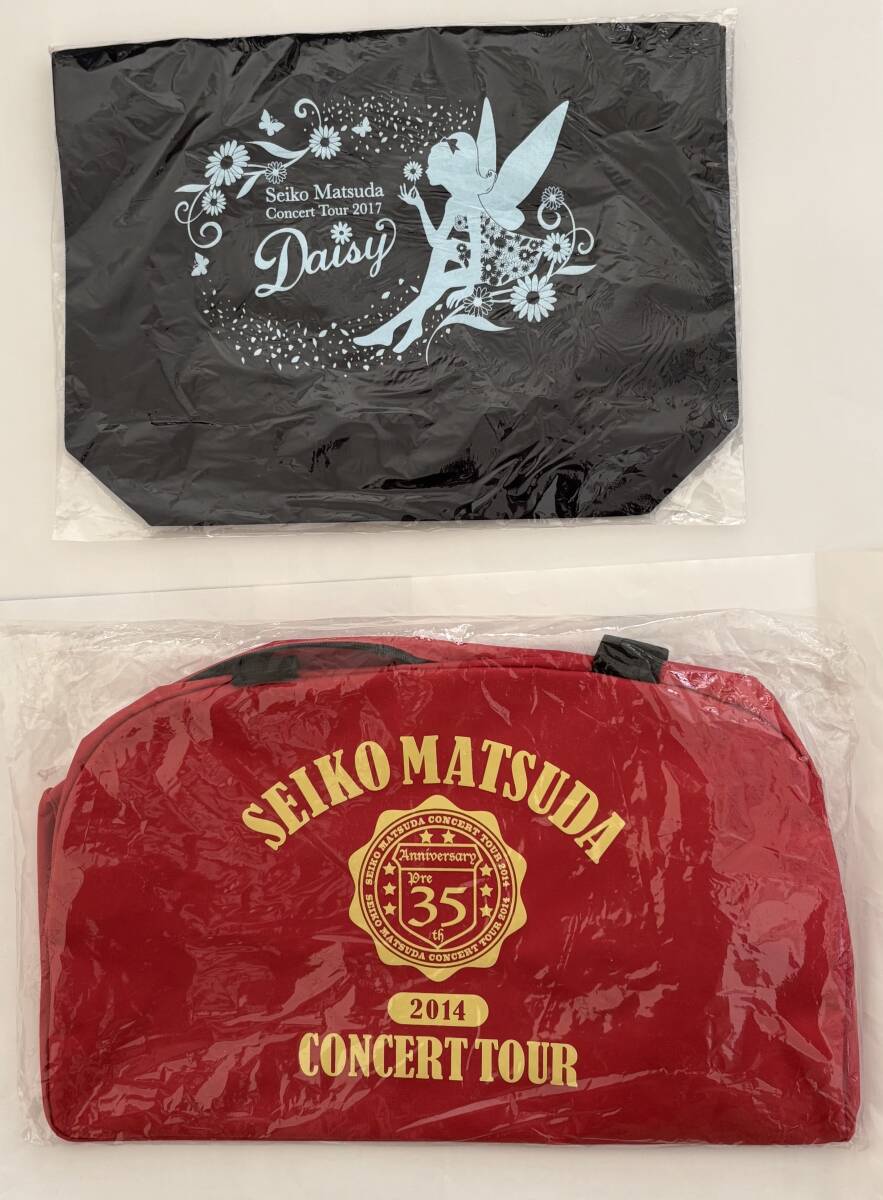 Seiko Matsuda
Concert Tour 2017
Daisy
SEIKO MATSUDA
SEIKO MATSUDA CONCERT TOUR 2014
Anniversary
Pre
35
th
SEIKO MATSUDA CONCERT TOUR 2014
2014
CONCERT TOUR